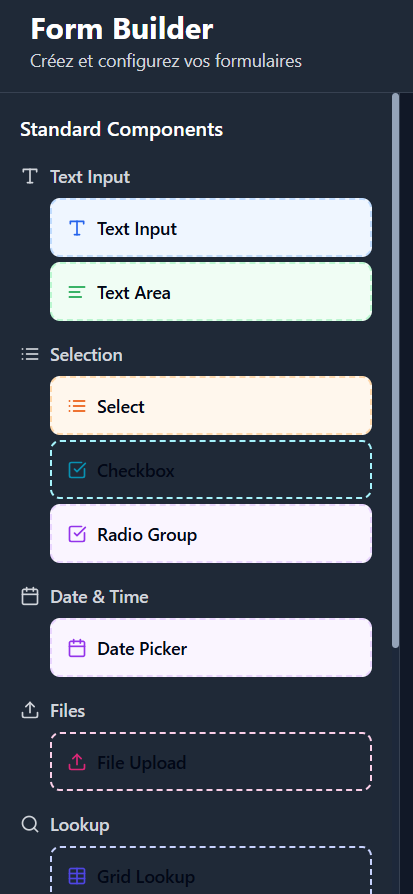 Form Builder
Créez et configurez vos formulaires
Standard Components
Text Input
Text Input
Text Area
Selection
Select
Checkbox
Radio Group
Date & Time
Date Picker
Files
File Upload
Lookup
Grid Lookup